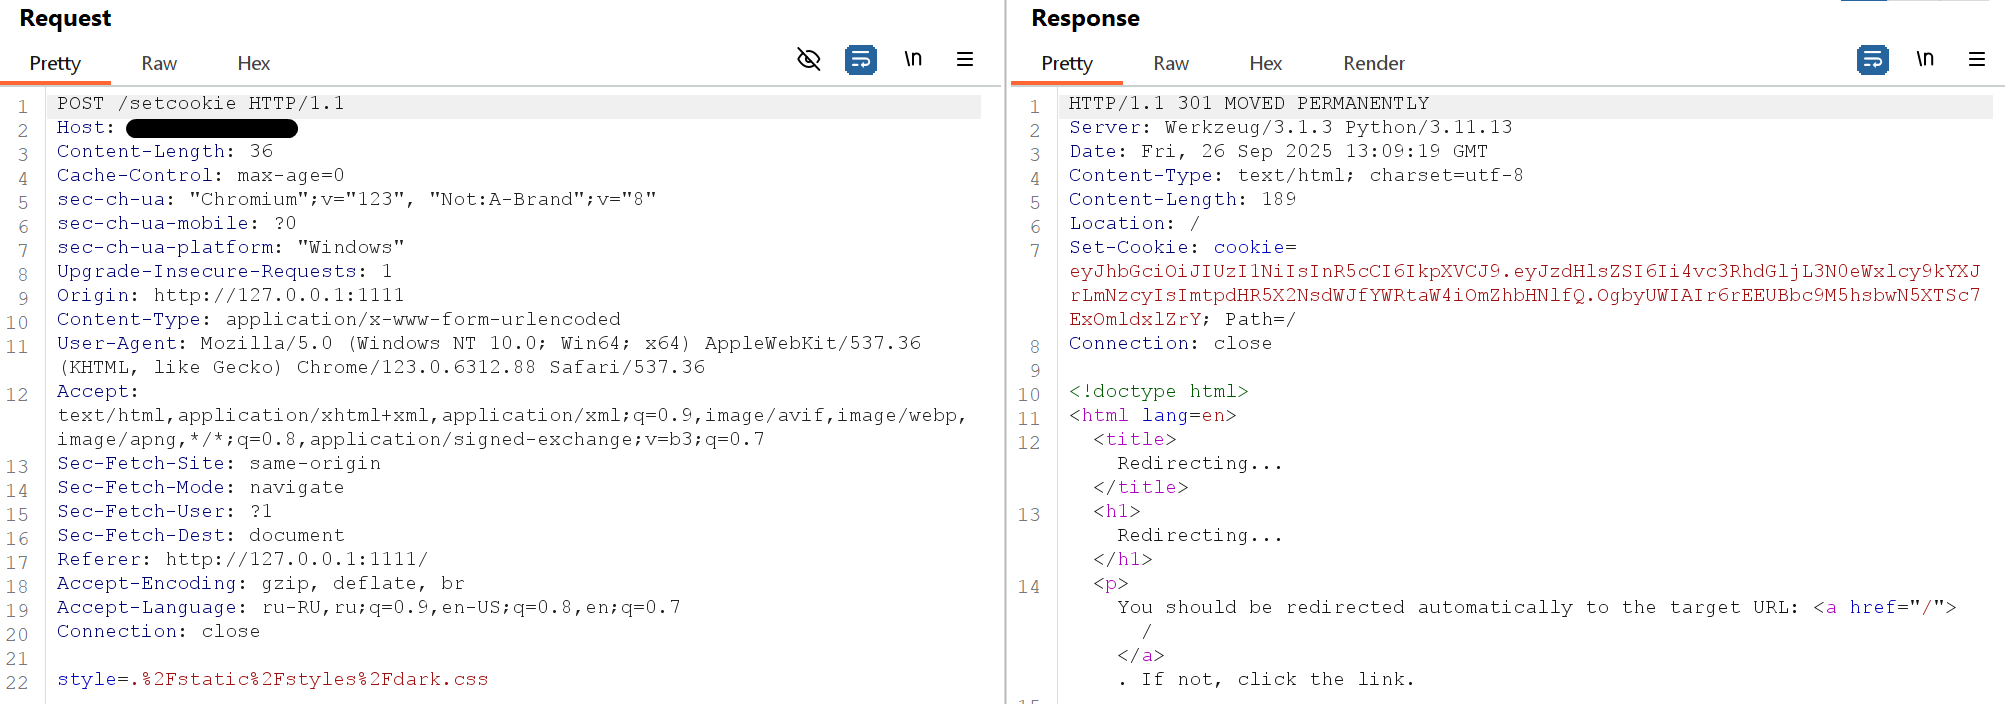 Request
Pretty Raw Hex \n
1 POST /setcookie HTTP/1.1
2 Host:
3 Content-Length: 36
4 Cache-Control: max-age=0
5 sec-ch-ua: "Chromium";v="123", "Not:A-Brand";v="8"
6 sec-ch-ua-mobile: ?0
7 sec-ch-ua-platform: "Windows"
8 Upgrade-Insecure-Requests: 1
9 Origin: http://127.0.0.1:1111
10 Content-Type: application/x-www-form-urlencoded
11 User-Agent: Mozilla/5.0 (Windows NT 10.0; Win64; x64) AppleWebKit/537.36
(KHTML, like Gecko) Chrome/123.0.6312.88 Safari/537.36
12 Accept:
text/html,application/xhtml+xml,application/xml;q=0.9,image/avif,image/webp,
image/apng,*/*;q=0.8,application/signed-exchange;v=b3;q=0.7
13 Sec-Fetch-Site: same-origin
14 Sec-Fetch-Mode: navigate
15 Sec-Fetch-User: ?1
16 Sec-Fetch-Dest: document
17 Referer: http://127.0.0.1:1111/
18 Accept-Encoding: gzip, deflate, br
19 Accept-Language: ru-RU,ru;q=0.9,en-US;q=0.8,en;q=0.7
20 Connection: close
21
22 style=.%2Fstatic%2Fstyles%2Fdark.css
Response
Pretty Raw Hex Render \n
1 HTTP/1.1 301 MOVED PERMANENTLY
2 Server: Werkzeug/3.1.3 Python/3.11.13
3 Date: Fri, 26 Sep 2025 13:09:19 GMT
4 Content-Type: text/html; charset=utf-8
5 Content-Length: 189
6 Location: /
7 Set-Cookie: cookie=
eyJhbGciOiJIUzI1NiIsInR5cCI6IkpXVCJ9.eyJzdHlsZSI6Ii4vc3RhdGljL3N0eWxlcy9kYXJ
rLmNzcyIsImtpdHR5X2NsdWJfYWRtaW4iOmZhbHNlfQ.OgbyUWIAIr6rEEUBbc9M5hsbwN5XTSc7
ExOmldxlZrY; Path=/
8 Connection: close
9
10 <!doctype html>
11 <html lang=en>
12 <title>
Redirecting...
</title>
13 <h1>
Redirecting...
</h1>
14 <p>
You should be redirected automatically to the target URL: <a href="/">
/
</a>
. If not, click the link.